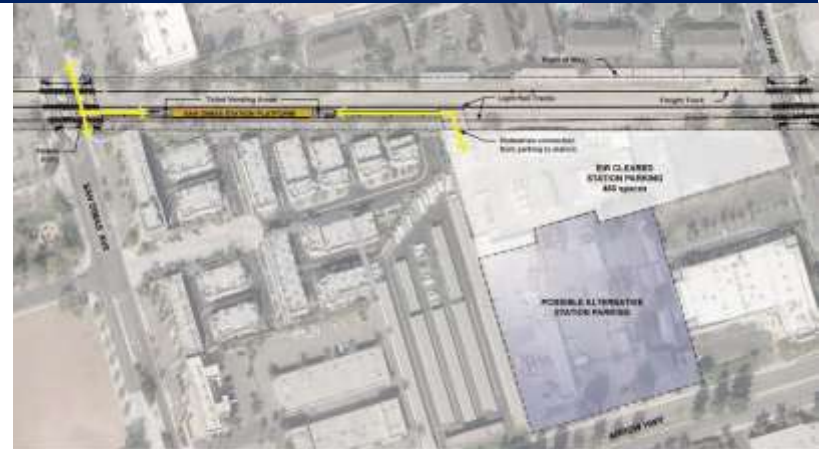 Right of Way
Ticket Vending Areas
Light Rail Tracks
Freight Track
SAN DIMAS STATION PLATFORM
Pedestrian connection
from parking to station
EIR CLEARED
STATION PARKING
450 spaces
SAN DIMAS AVE
POSSIBLE ALTERNATIVE
STATION PARKING
ARROW HWY